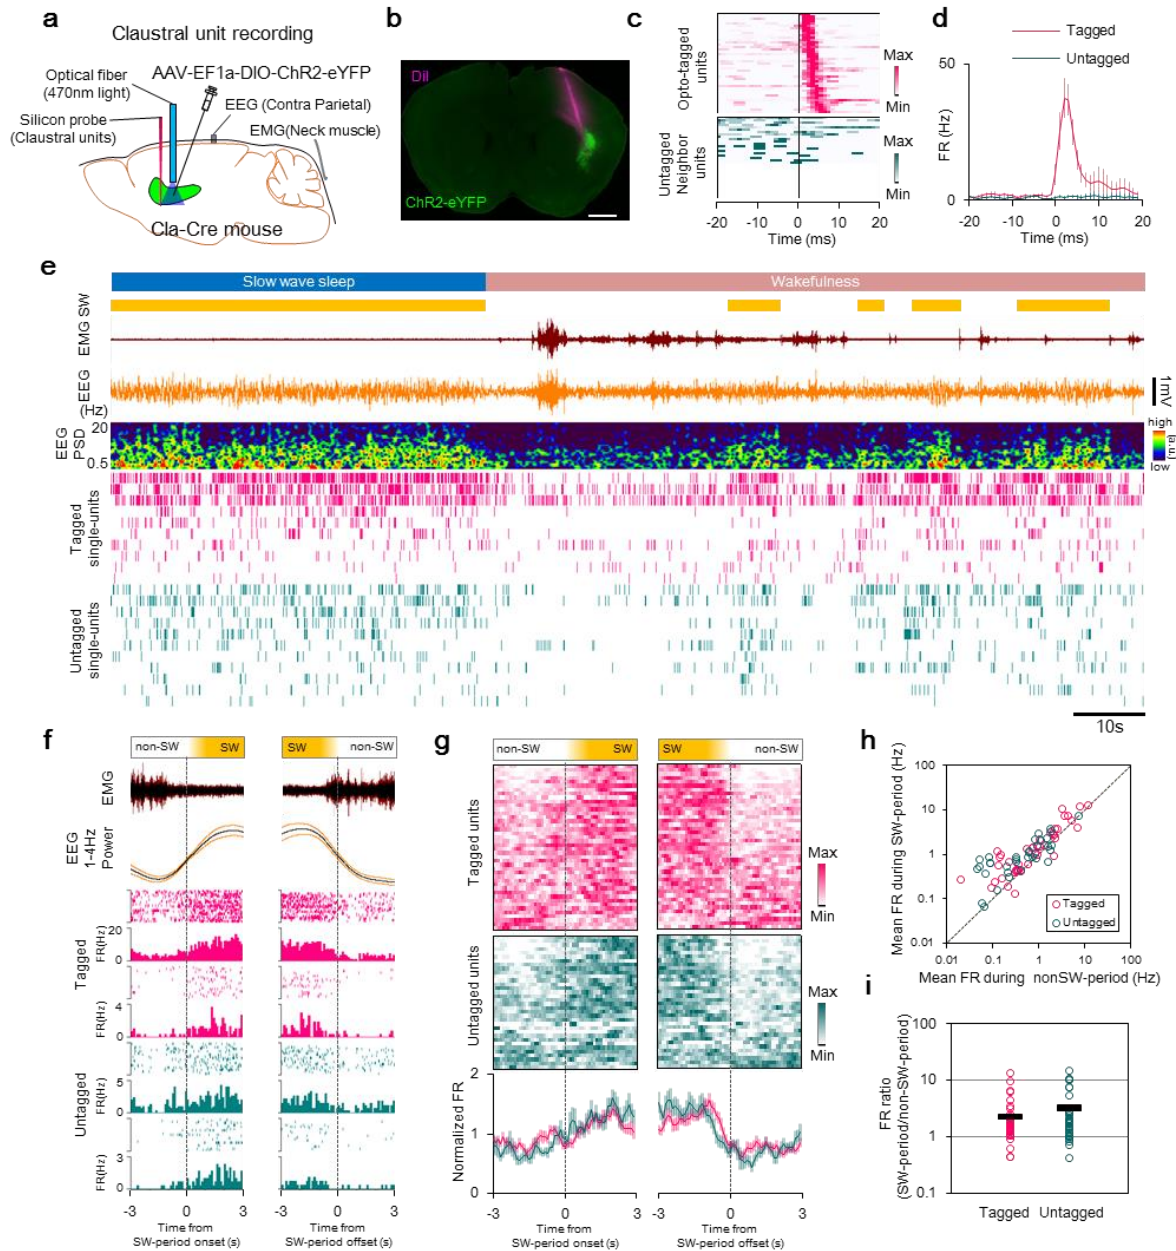 a
Claustral unit recording
Optical fiber
(470nm light)
AAV-EF1a-DIO-ChR2-eYFP
Silicon probe
(Claustral units)
EEG (Contra Parietal)
EMG(Neck muscle)
Cla-Cre mouse
b
DiI
ChR2-eYFP
c
Opto-tagged
units
Untagged
Neighbor
units
Max
Min
Max
Min
-20 -10 0 10 20
Time (ms)
d
Tagged
Untagged
FR (Hz)
50
0
-20 -10 0 10 20
Time (ms)
e
Slow wave sleep
Wakefulness
SW
EMG
EEG
(Hz)
1mV
EEG
PSD
20
0.5
high
[a.u.]
low
Tagged
single-units
Untagged
single-units
10s
f
non-SW SW
SW non-SW
EMG
EEG
1-4Hz
Power
Tagged
FR(Hz)
20
0
FR(Hz)
4
0
Untagged
FR(Hz)
5
0
FR(Hz)
3
0
-3 0 3
-3 0 3
Time from
SW-period onset (s)
Time from
SW-period offset (s)
g
non-SW SW
SW non-SW
Tagged units
Max
Min
Untagged units
Max
Min
Normalized FR
2
1
0
-3 0 3
-3 0 3
Time from
SW-period onset (s)
Time from
SW-period offset (s)
h
Mean FR during SW-period (Hz)
100
10
1
0.1
0.01
Tagged
Untagged
0.01 0.1 1 10 100
Mean FR during nonSW-period (Hz)
i
FR ratio
(SW-period/non-SW-period)
100
10
1
0.1
Tagged Untagged